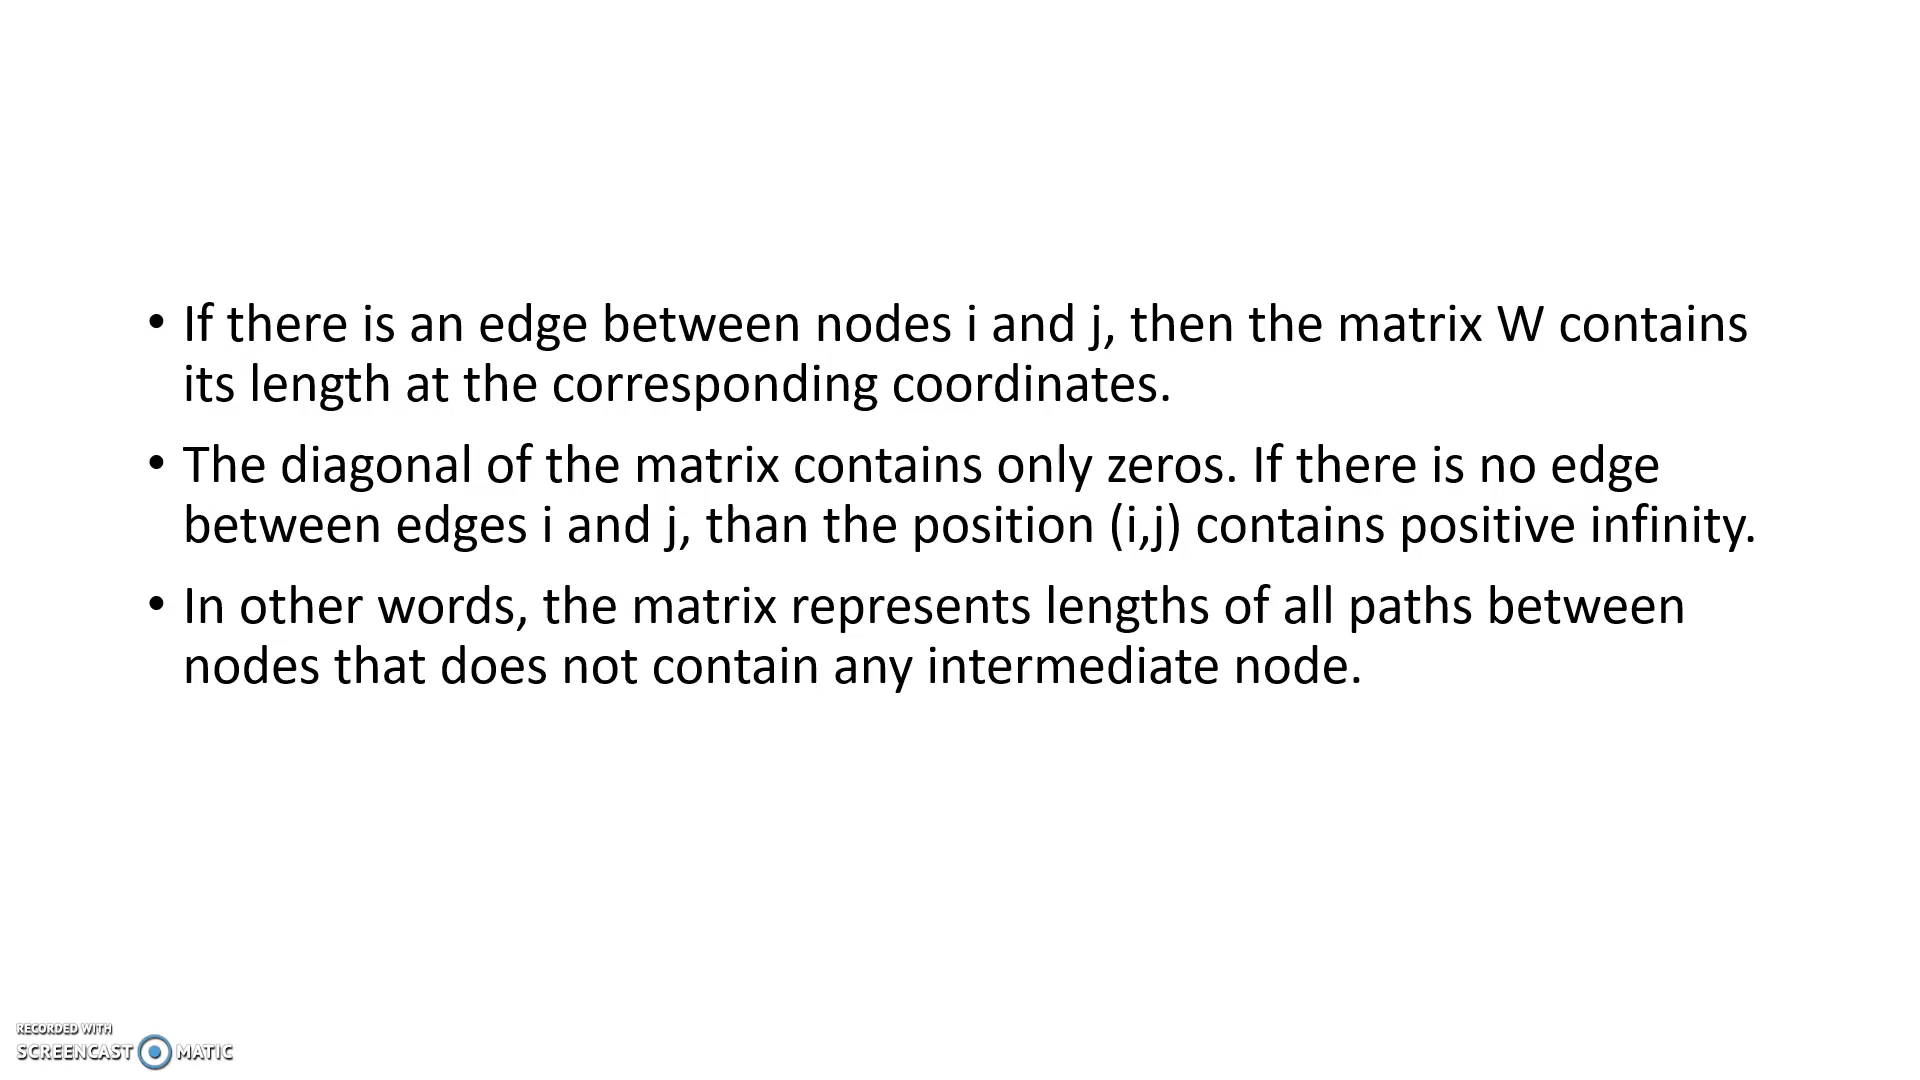 • If there is an edge between nodes i and j, then the matrix W contains
its length at the corresponding coordinates.
• The diagonal of the matrix contains only zeros. If there is no edge
between edges i and j, than the position (i,j) contains positive infinity.
• In other words, the matrix represents lengths of all paths between
nodes that does not contain any intermediate node.
RECORDED WITH
SCREENCAST MATIC